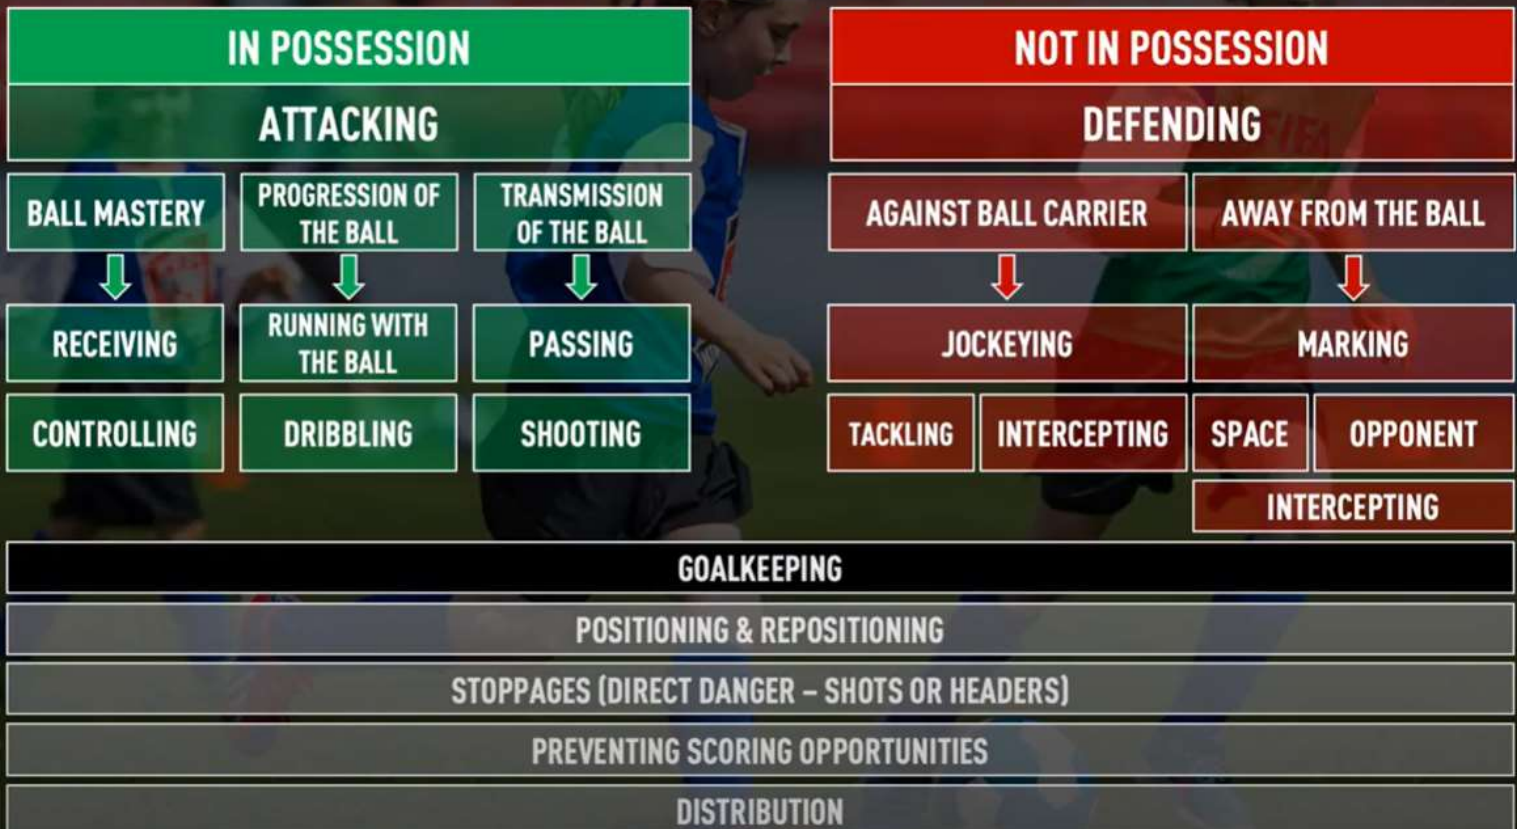 IN POSSESSION
NOT IN POSSESSION
ATTACKING
DEFENDING
BALL MASTERY
PROGRESSION OF
THE BALL
TRANSMISSION
OF THE BALL
AGAINST BALL CARRIER
AWAY FROM THE BALL
RECEIVING
RUNNING WITH
THE BALL
PASSING
JOCKEYING
MARKING
CONTROLLING
DRIBBLING
SHOOTING
TACKLING
INTERCEPTING
SPACE
OPPONENT
INTERCEPTING
GOALKEEPING
POSITIONING & REPOSITIONING
STOPPAGES (DIRECT DANGER – SHOTS OR HEADERS)
PREVENTING SCORING OPPORTUNITIES
DISTRIBUTION
FIFA